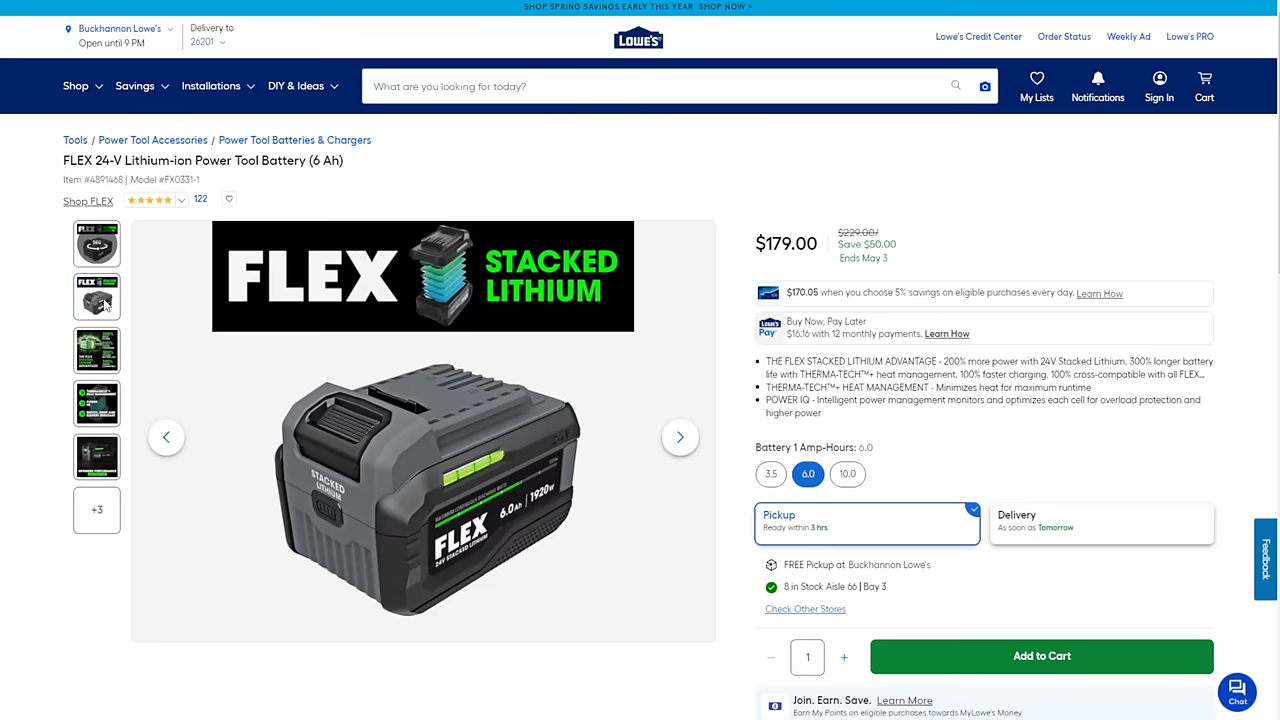 SHOP SPRING SAVINGS EARLY THIS YEAR. SHOP NOW >
Buckhannon Lowe's
Open until 9 PM
Delivery to
26201
LOWE'S
Lowe's Credit Center
Order Status
Weekly Ad
Lowe's PRO
Shop
Savings
Installations
DIY & Ideas
What are you looking for today?
My Lists
Notifications
Sign In
Cart
Tools / Power Tool Accessories / Power Tool Batteries & Chargers
FLEX 24-V Lithium-ion Power Tool Battery (6 Ah)
Item #4891468 | Model #FX0331-1
Shop FLEX
122
FLEX
STACKED
LITHIUM
STACKED
LITHIUM
FLEX
6.0Ah | 1920w
24V STACKED LITHIUM
+3
$179.00
$229.00/
Save $50.00
Ends May 3
$170.05 when you choose 5% savings on eligible purchases every day. Learn How
LOWE'S
Pay
Buy Now, Pay Later
$16.16 with 12 monthly payments. Learn How
• THE FLEX STACKED LITHIUM ADVANTAGE - 200% more power with 24V Stacked Lithium, 300% longer battery
life with THERMA-TECH™+ heat management, 100% faster charging, 100% cross-compatible with all FLEX...
• THERMA-TECH™+ HEAT MANAGEMENT - Minimizes heat for maximum runtime
• POWER IQ - Intelligent power management monitors and optimizes each cell for overload protection and
higher power
Battery 1 Amp-Hours: 6.0
3.5
6.0
10.0
Pickup
Ready within 3 hrs
Delivery
As soon as Tomorrow
FREE Pickup at Buckhannon Lowe's
8 in Stock Aisle 66 | Bay 3
Check Other Stores
1
Add to Cart
Join. Earn. Save. Learn More
Earn My Points on eligible purchases towards MyLowe's Money
Feedback
Chat